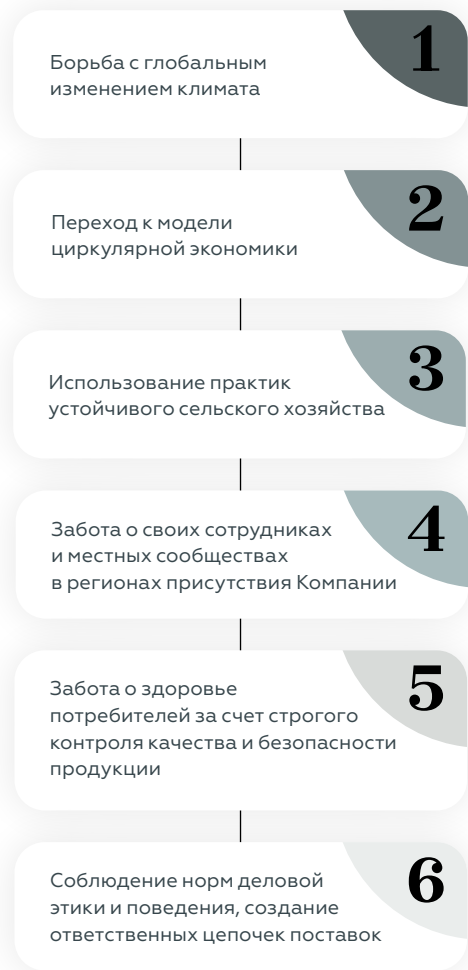 1
Борьба с глобальным
изменением климата
2
Переход к модели
циркулярной экономики
3
Использование практик
устойчивого сельского хозяйства
4
Забота о своих сотрудниках
и местных сообществах
в регионах присутствия Компании
5
Забота о здоровье
потребителей за счет строгого
контроля качества и безопасности
продукции
6
Соблюдение норм деловой
этики и поведения, создание
ответственных цепочек поставок